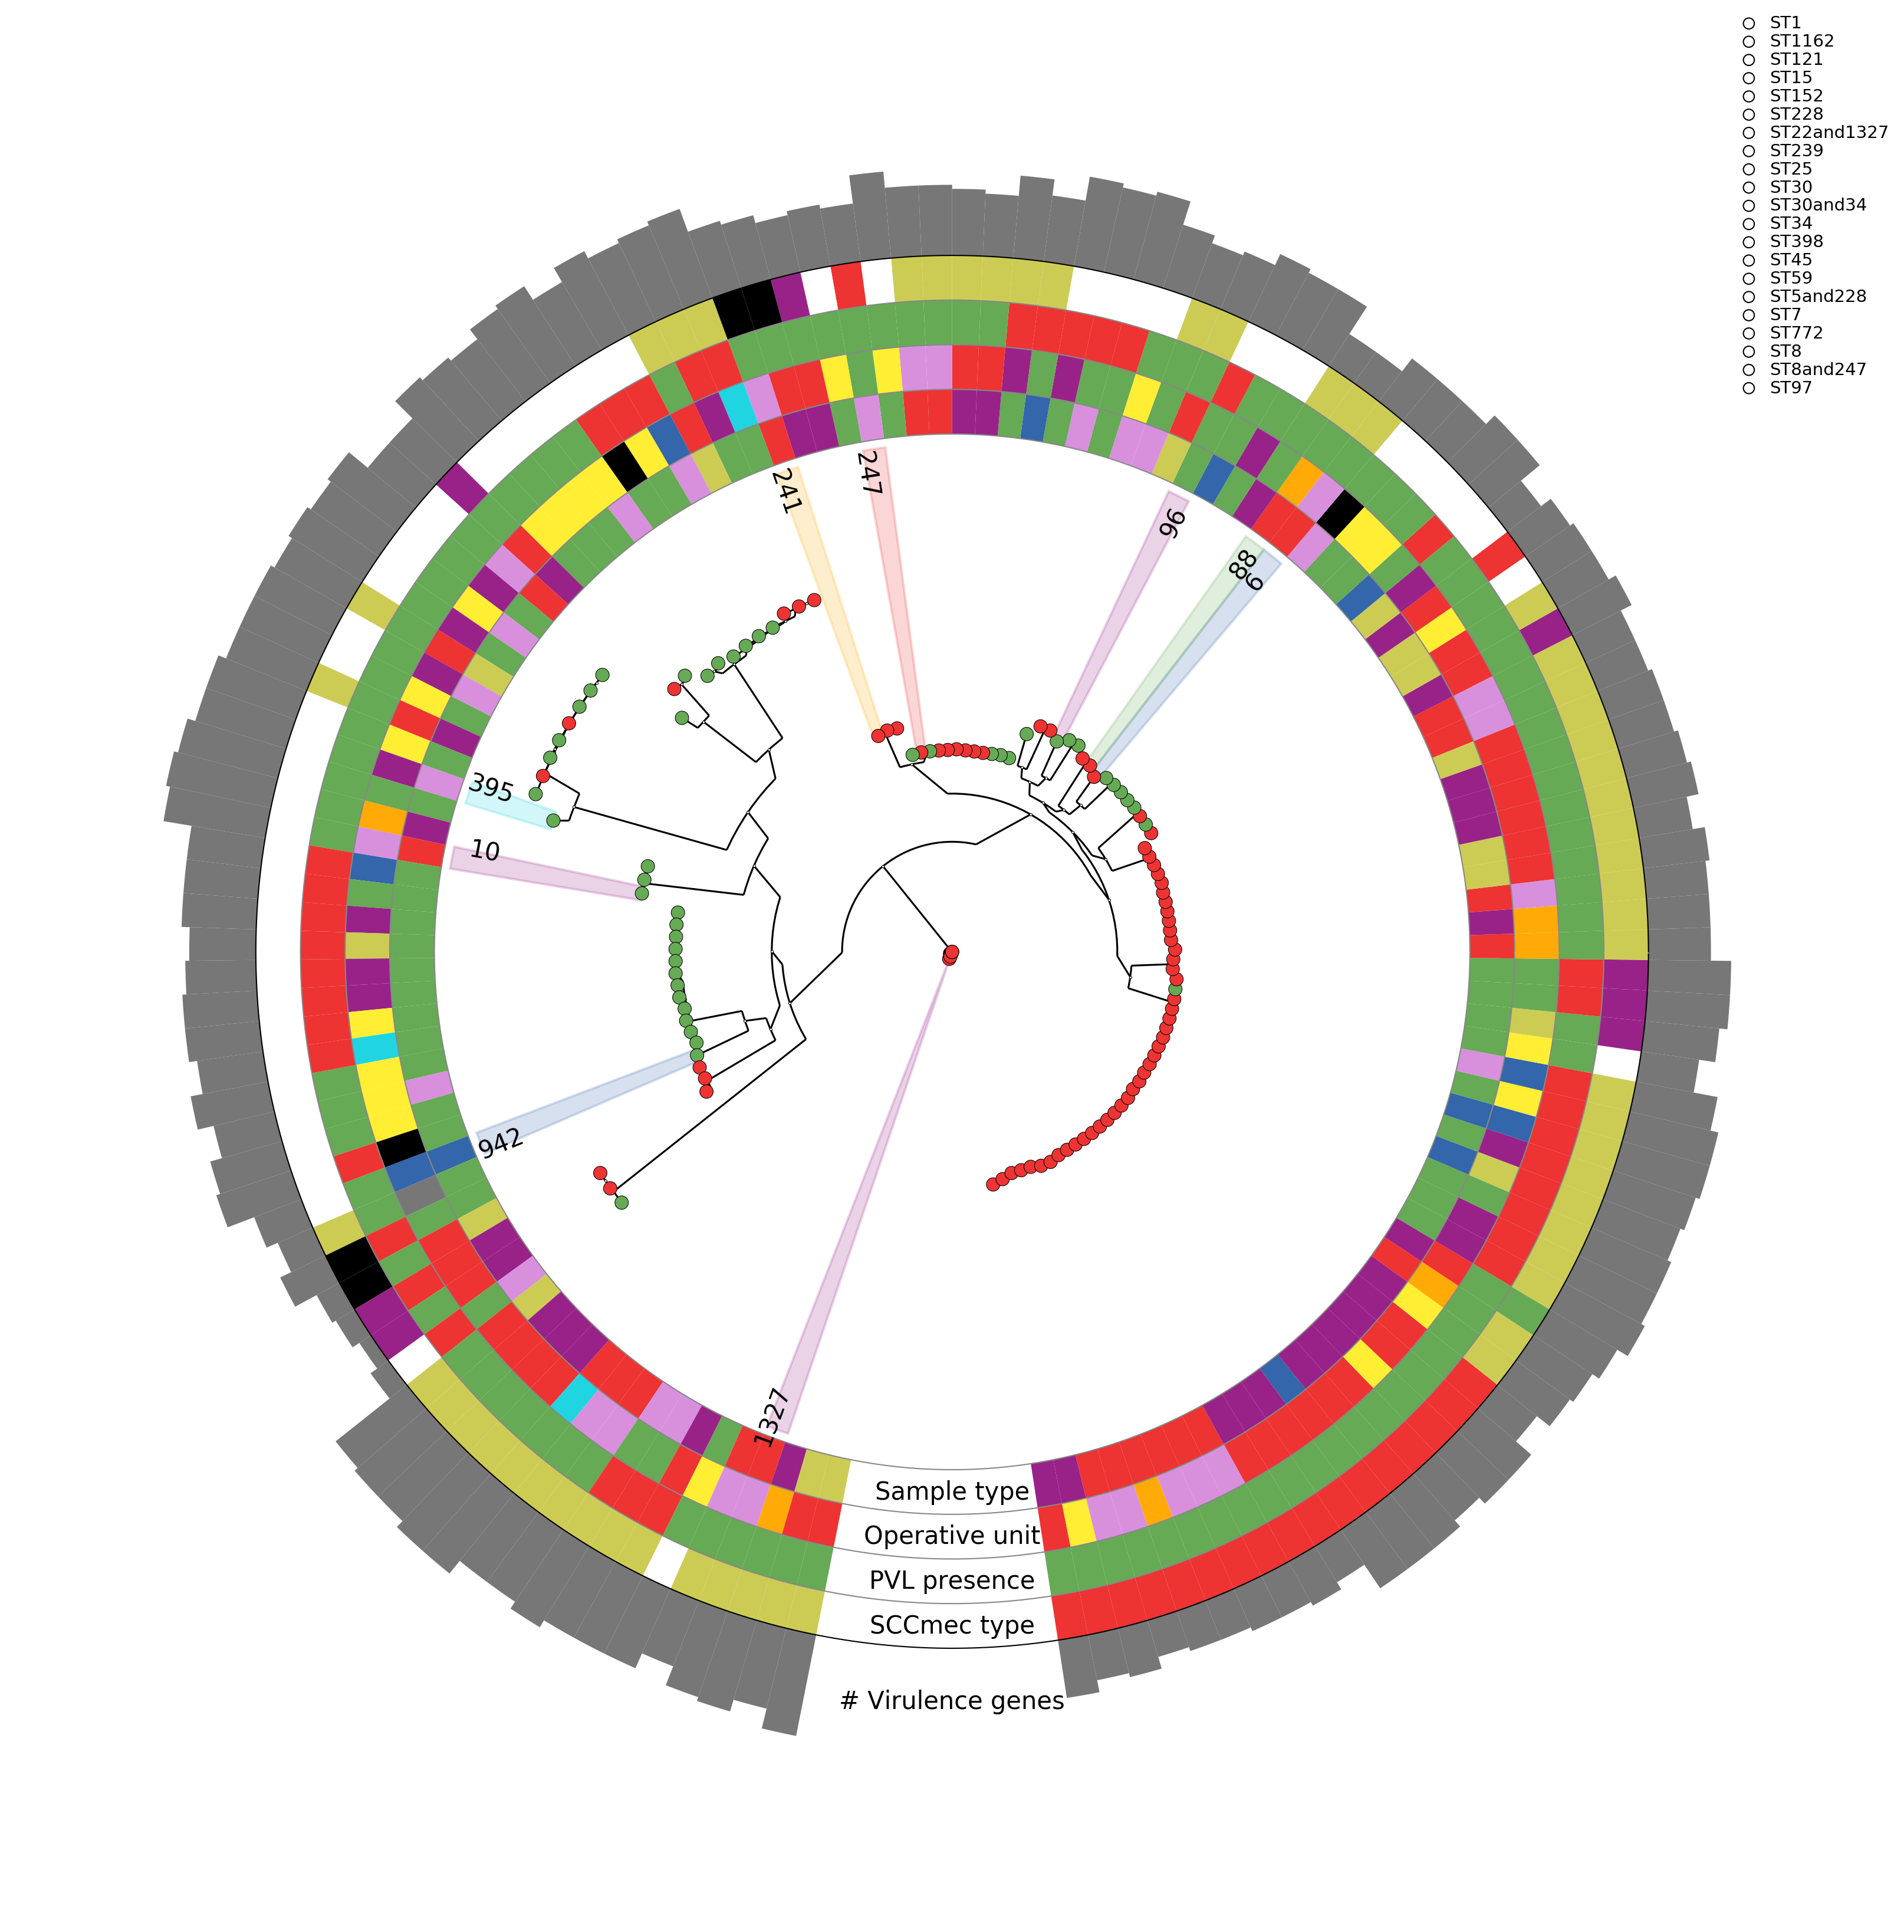 ST1
ST1162
ST121
ST15
ST152
ST228
ST22and1327
ST239
ST25
ST30
ST30and34
ST34
ST398
ST45
ST59
ST5and228
ST7
ST772
ST8
ST8and247
ST97
241
247
96
88
6
395
10
942
1327
Sample type
Operative unit
PVL presence
SCCmec type
# Virulence genes